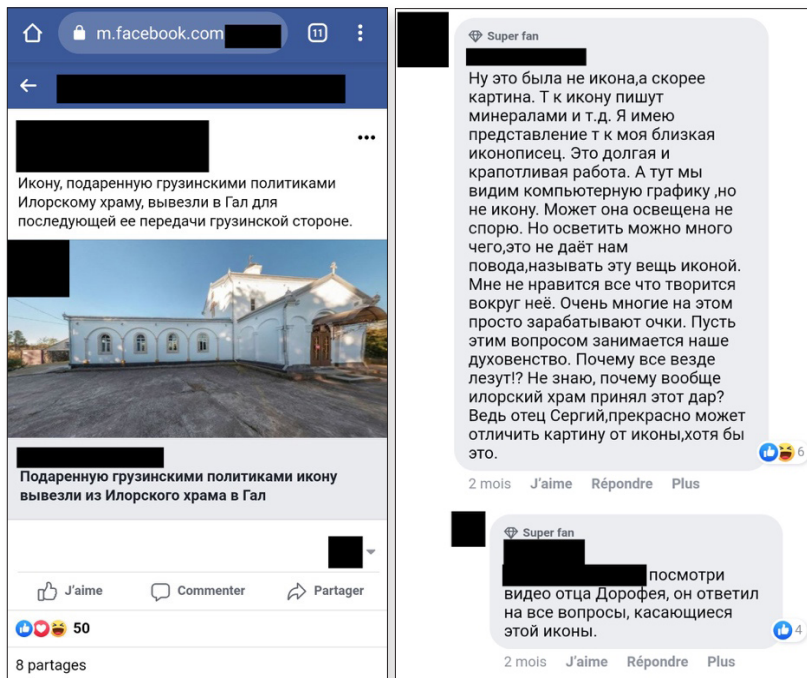 m.facebook.com
11
Икону, подаренную грузинскими политиками
Илорскому храму, вывезли в Гал для
последующей ее передачи грузинской стороне.
Подаренную грузинскими политиками икону
вывезли из Илорского храма в Гал
J'aime
Commenter
Partager
50
8 partages
Super fan
Ну это была не икона,а скорее
картина. Т к икону пишут
минералами и т.д. Я имею
представление т к моя близкая
иконописец. Это долгая и
крапотливая работа. А тут мы
видим компьютерную графику ,но
не икону. Может она освещена не
спорю. Но осветить можно много
чего,это не даёт нам
повода,называть эту вещь иконой.
Мне не нравится все что творится
вокруг неё. Очень многие на этом
просто зарабатывают очки. Пусть
этим вопросом занимается наше
духовенство. Почему все везде
лезут!? Не знаю, почему вообще
илорский храм принял этот дар?
Ведь отец Сергий,прекрасно может
отличить картину от иконы,хотя бы
это.
6
2 mois J'aime Répondre Plus
Super fan
посмотри
видео отца Дорофея, он ответил
на все вопросы, касающиеся
этой иконы.
4
2 mois J'aime Répondre Plus